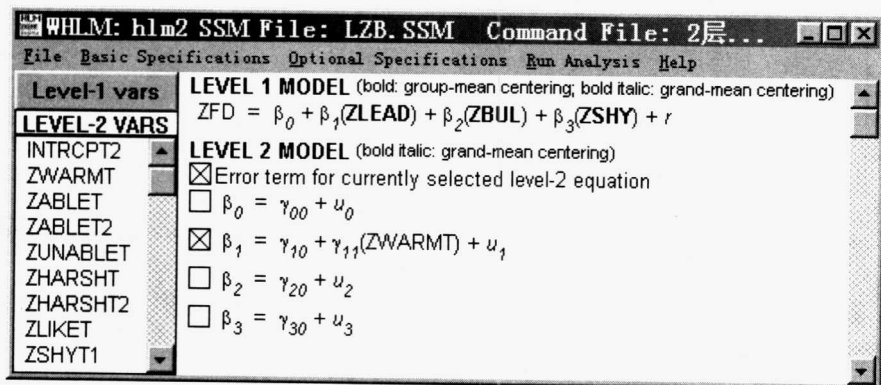 WHLM: hlm2 SSM File: LZB.SSM Command File: 2层...
File Basic Specifications Optional Specifications Run Analysis Help
Level-1 vars
LEVEL-2 VARS
INTRCPT2
ZWARMT
ZABLET
ZABLET2
ZUNABLET
ZHARSHT
ZHARSHT2
ZLIKET
ZSHYT1
LEVEL 1 MODEL (bold: group-mean centering; bold italic: grand-mean centering)
ZFD = β₀ + β₁(ZLEAD) + β₂(ZBUL) + β₃(ZSHY) + r
LEVEL 2 MODEL (bold italic: grand-mean centering)
Error term for currently selected level-2 equation
β₀ = γ₀₀ + u₀
β₁ = γ₁₀ + γ₁₁(ZWARMT) + u₁
β₂ = γ₂₀ + u₂
β₃ = γ₃₀ + u₃